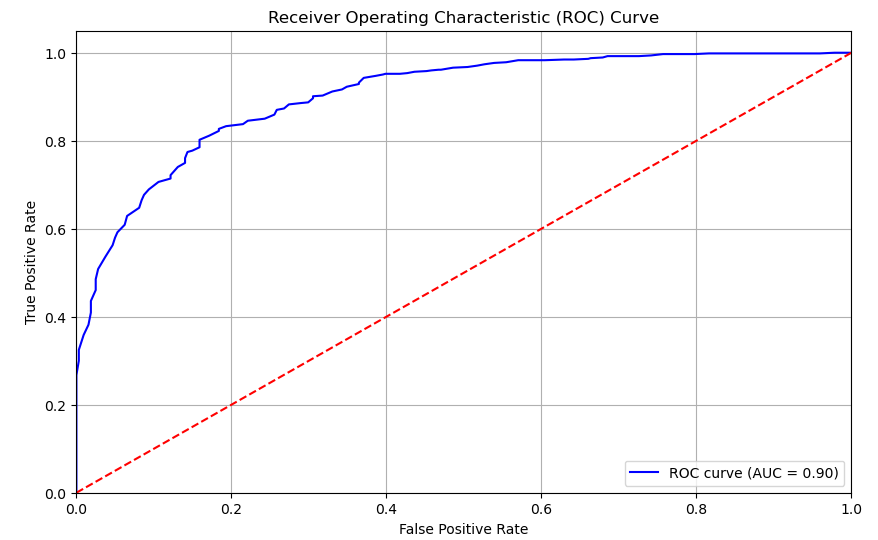 Receiver Operating Characteristic (ROC) Curve
True Positive Rate
1.0
0.8
0.6
0.4
0.2
0.0
ROC curve (AUC = 0.90)
0.0 0.2 0.4 0.6 0.8 1.0
False Positive Rate